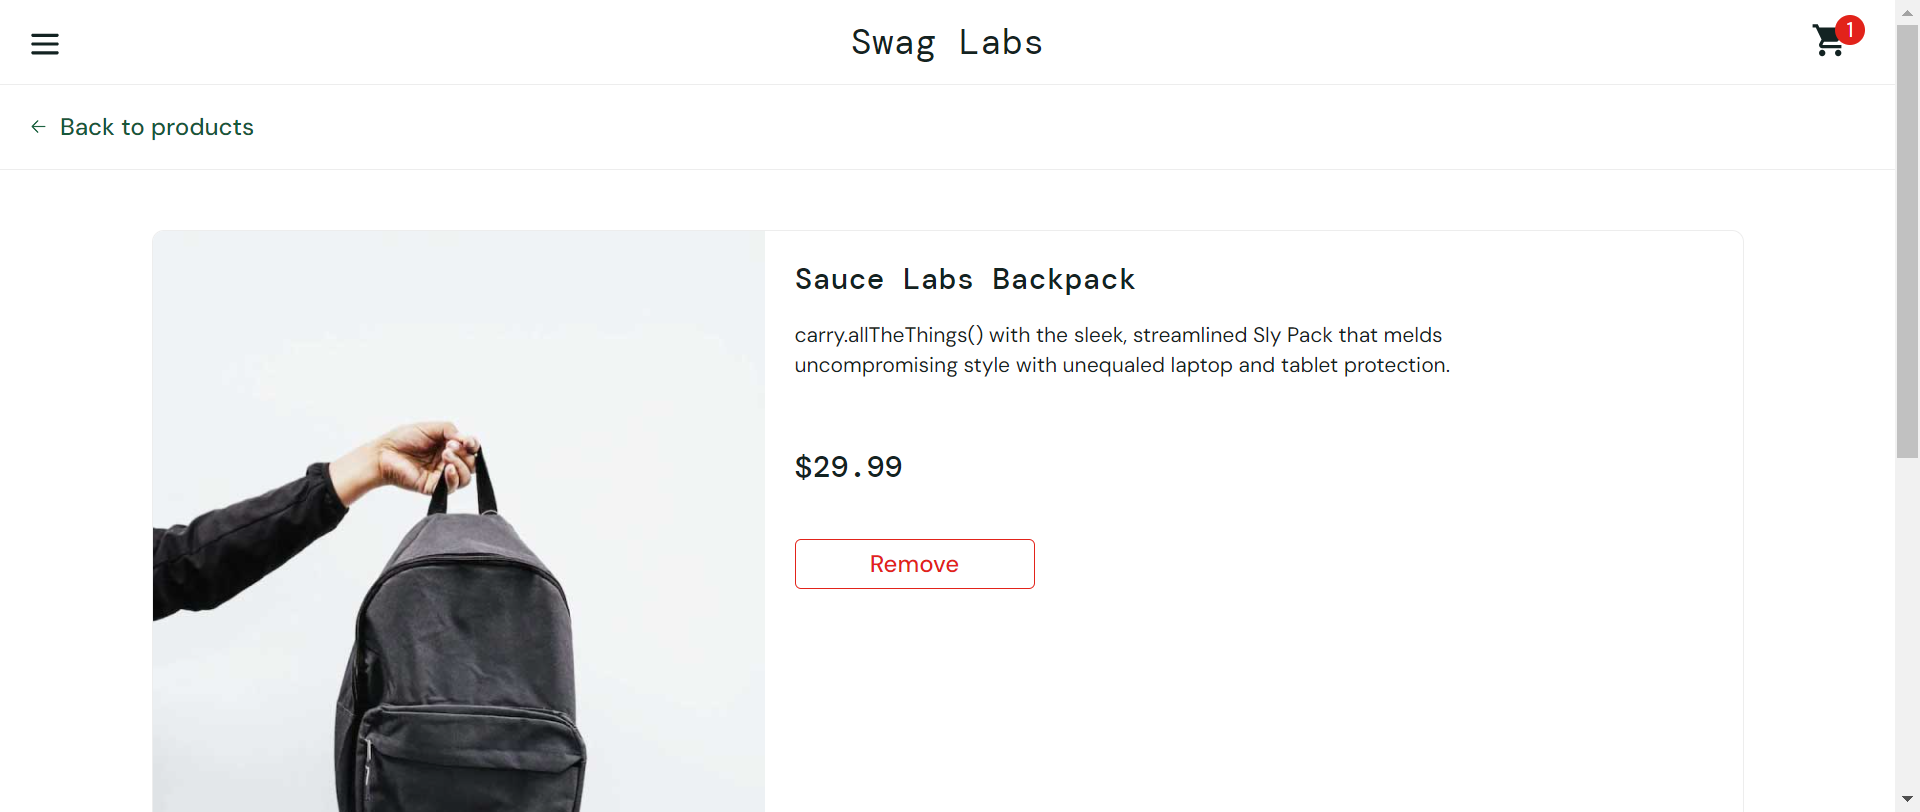 Swag Labs
1
Back to products
Sauce Labs Backpack
carry.allTheThings() with the sleek, streamlined Sly Pack that melds
uncompromising style with unequaled laptop and tablet protection.
$29.99
Remove